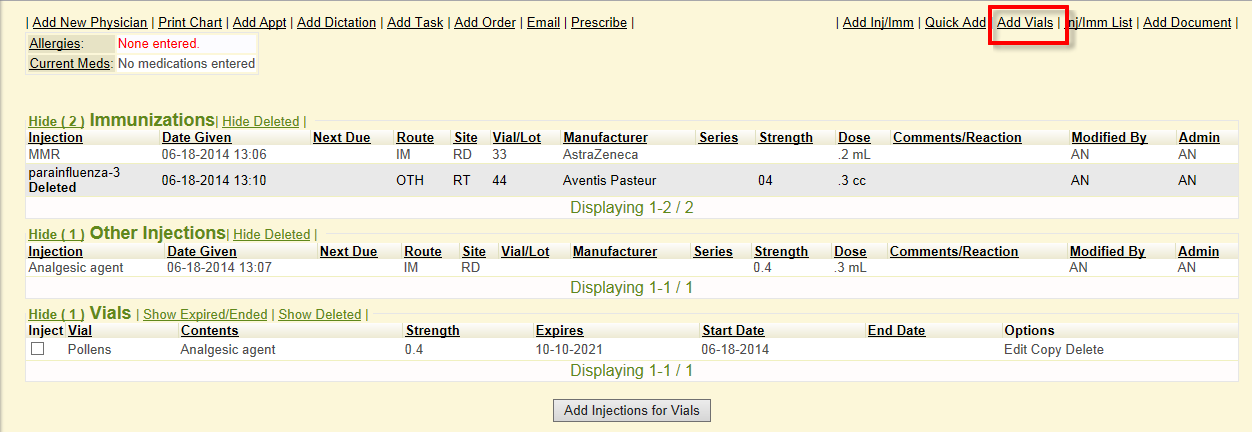 | Add New Physician | Print Chart | Add Appt | Add Dictation | Add Task | Add Order | Email | Prescribe | | Add Inj/Imm | Quick Add | Add Vials | Inj/Imm List | Add Document |
Allergies: None entered.
Current Meds: No medications entered
Hide ( 2 ) Immunizations| Hide Deleted |
Injection Date Given Next Due Route Site Vial/Lot Manufacturer Series Strength Dose Comments/Reaction Modified By Admin
MMR 06-18-2014 13:06 IM RD 33 AstraZeneca .2 mL AN AN
parainfluenza-3
Deleted 06-18-2014 13:10 OTH RT 44 Aventis Pasteur 04 .3 cc AN AN
Displaying 1-2 / 2
Hide ( 1 ) Other Injections| Hide Deleted |
Injection Date Given Next Due Route Site Vial/Lot Manufacturer Series Strength Dose Comments/Reaction Modified By Admin
Analgesic agent 06-18-2014 13:07 IM RD 0.4 .3 mL AN AN
Displaying 1-1 / 1
Hide ( 1 ) Vials | Show Expired/Ended | Show Deleted |
Inject Vial Contents Strength Expires Start Date End Date Options
Pollens Analgesic agent 0.4 10-10-2021 06-18-2014 Edit Copy Delete
Displaying 1-1 / 1
Add Injections for Vials